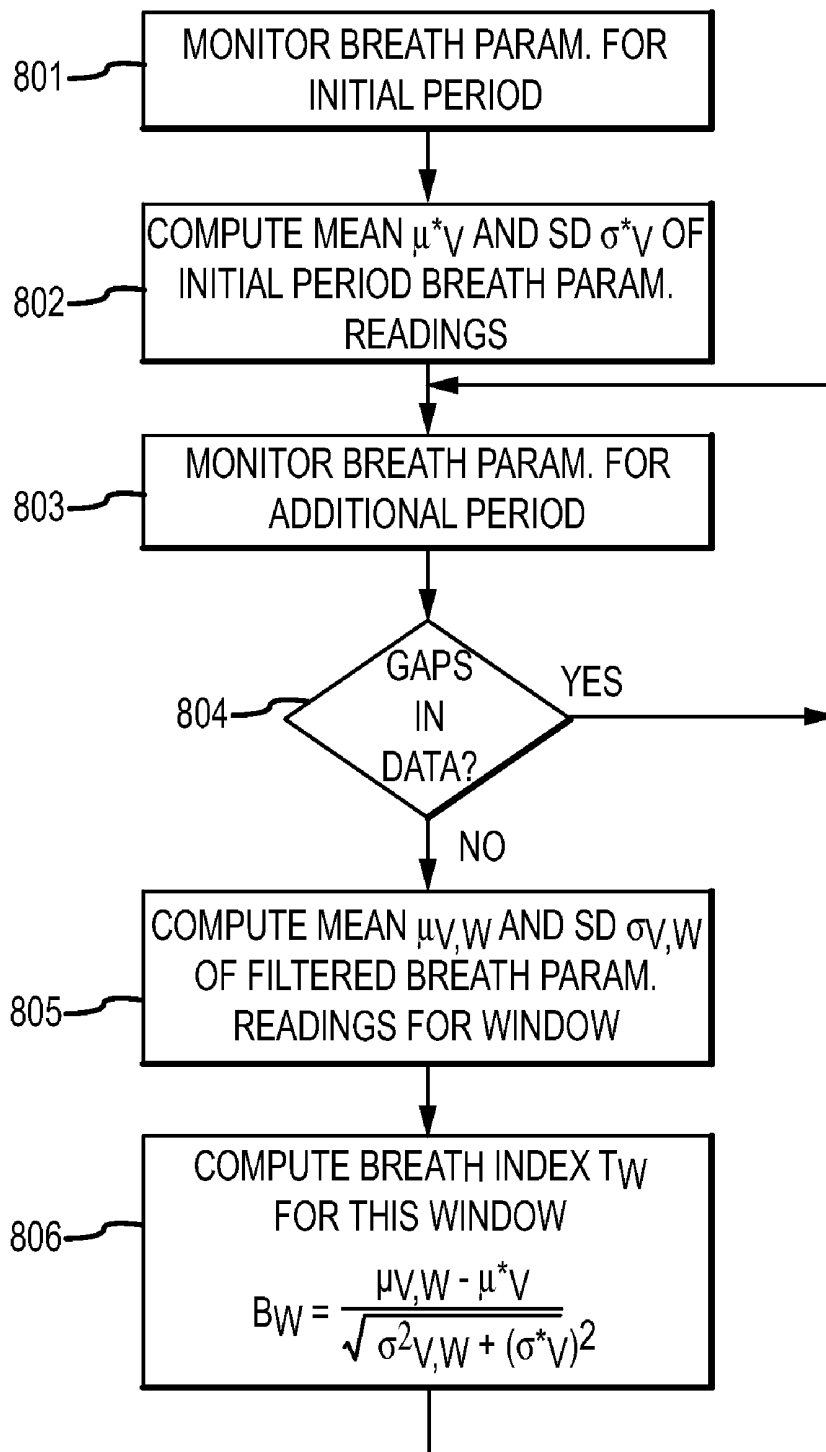 801
MONITOR BREATH PARAM. FOR
INITIAL PERIOD
802
COMPUTE MEAN μ*V AND SD σ*V OF
INITIAL PERIOD BREATH PARAM.
READINGS
803
MONITOR BREATH PARAM. FOR
ADDITIONAL PERIOD
804
GAPS
IN
DATA?
YES
NO
805
COMPUTE MEAN μV,W AND SD σV,W
OF FILTERED BREATH PARAM.
READINGS FOR WINDOW
806
COMPUTE BREATH INDEX TW
FOR THIS WINDOW
BW = (μV,W - μ*V) / √(σ²V,W + (σ*V)²)